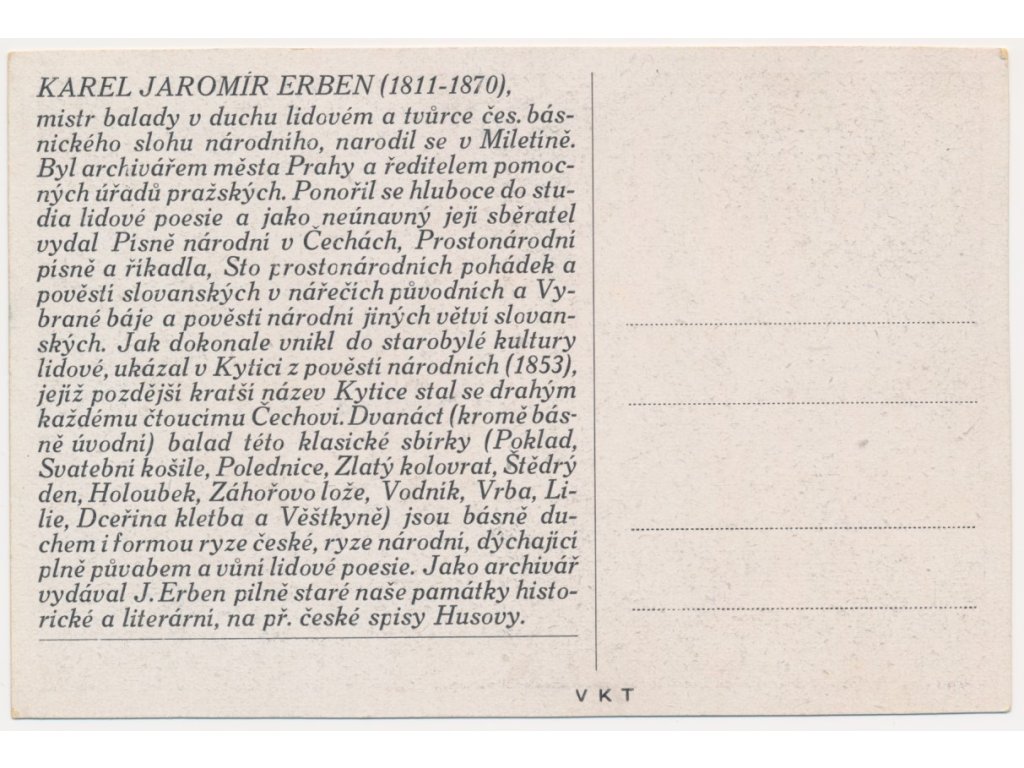 KAREL JAROMÍR ERBEN (1811-1870),
mistr balady v duchu lidovém a tvůrce čes. bás-
nického slohu národního, narodil se v Miletíně.
Byl archivářem města Prahy a ředitelem pomoc-
ných úřadů pražských. Ponořil se hluboce do stu-
dia lidové poesie a jako neúnavný její sběratel
vydal Písně národní v Čechách, Prostonárodní
písně a říkadla, Sto prostonárodních pohádek a
pověstí slovanských v nářečích původních a Vy-
brané báje a pověsti národní jiných větví slovan-
ských. Jak dokonale vnikl do starobylé kultury
lidové, ukázal v Kytici z pověstí národních (1853),
jejíž pozdější kratší název Kytice stal se drahým
každému čtoucímu Čechovi. Dvanáct (kromě bás-
ně úvodní) balad této klasické sbírky (Poklad,
Svatební košile, Polednice, Zlatý kolovrat, Štědrý
den, Holoubek, Záhořovo lože, Vodník, Vrba, Li-
lie, Dceřina kletba a Věštkyně) jsou básně du-
chem i formou ryze české, ryze národní, dýchající
plně půvabem a vůní lidové poesie. Jako archivář
vydával J. Erben pilně staré naše památky histo-
rické a literární, na př. české spisy Husovy.
VKT